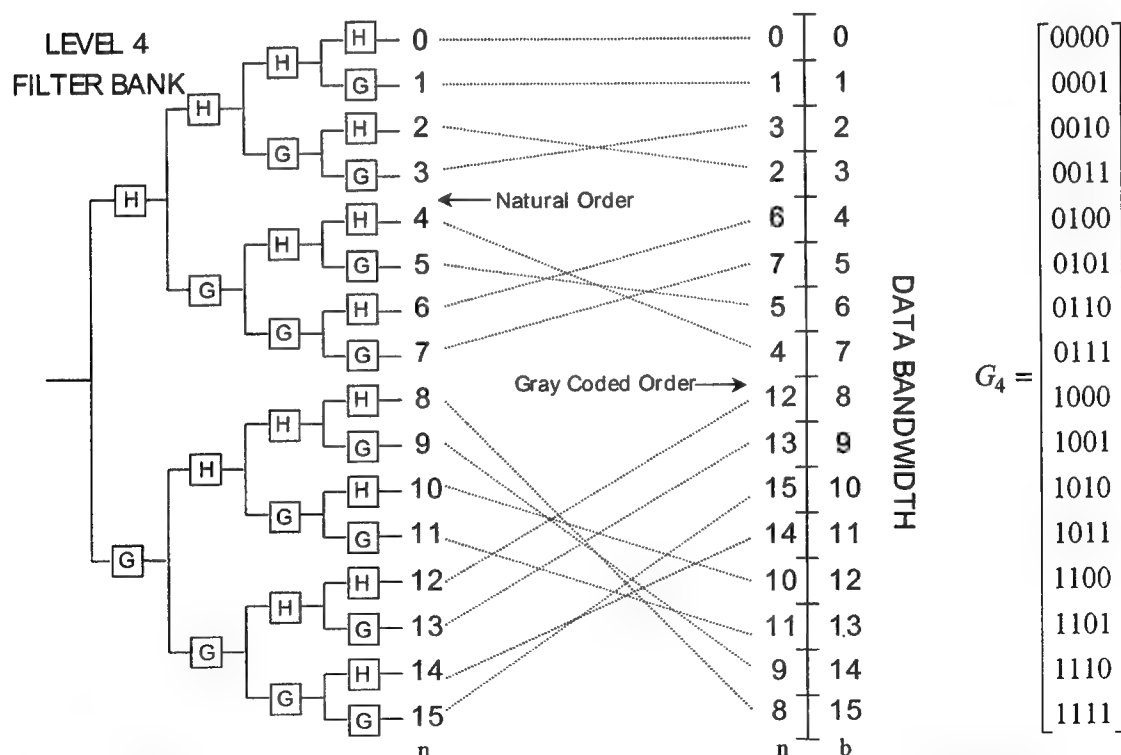 LEVEL 4
FILTER BANK
H 0 0 0 0000
H
G 1 1 1 0001
H
H 2 3 2 0010
G
G 3 2 3 0011
H
Natural Order
H 4 6 4 0100
H
G 5 7 5 0101
G
H 6 5 6 0110
G
G 7 4 7 0111
Gray Coded Order
G₄ =
H 8 12 8 1000
H
G 9 13 9 1001
H
H 10 15 10 1010
G
G 11 14 11 1011
G
H 12 10 12 1100
H
G 13 11 13 1101
G
H 14 9 14 1110
G
G 15 8 15 1111
n n b
DATA BANDWIDTH